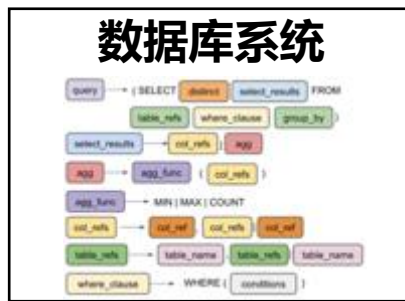 数据库系统
query ( SELECT distinct select_results FROM
table_refs where_clause group_by )
select_results col_refs | agg
agg agg_func ( col_refs )
agg_func MIN | MAX | COUNT
col_refs col_ref col_refs col_ref
table_refs table_name table_refs table_name
where_clause WHERE ( conditions )